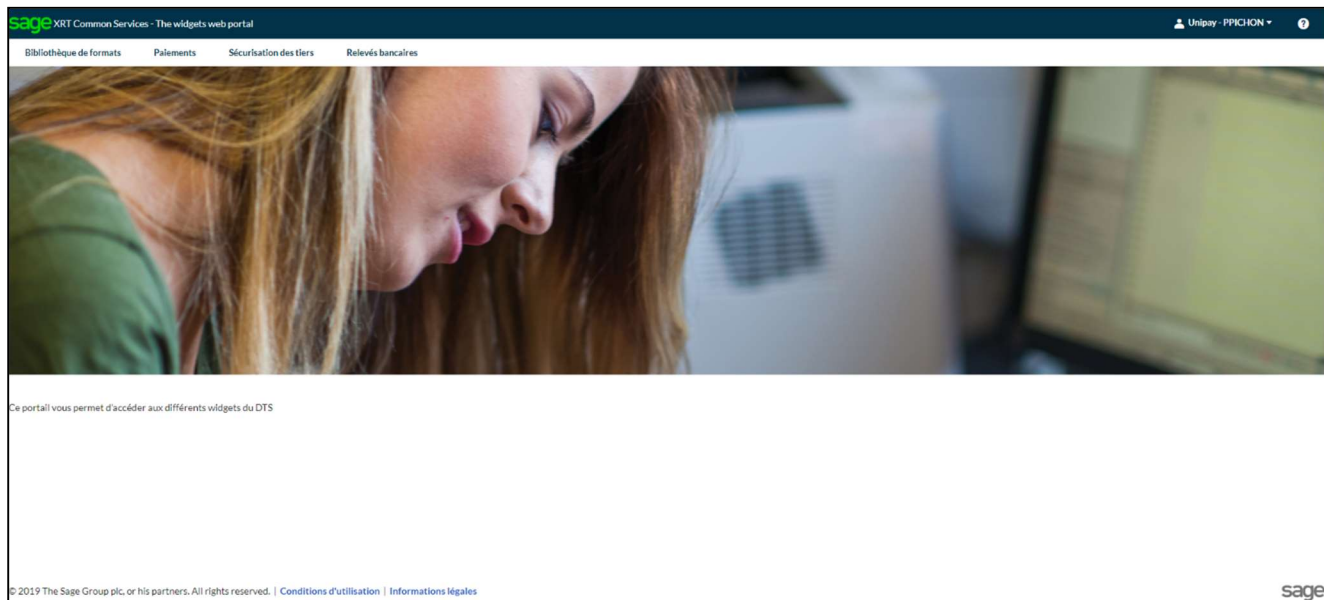 sage XRT Common Services - The widgets web portal
Unipay - PPICHON
?
Bibliothèque de formats Paiements Sécurisation des tiers Relevés bancaires
Ce portail vous permet d'accéder aux différents widgets du DTS
© 2019 The Sage Group plc, or his partners. All rights reserved. | Conditions d'utilisation | Informations légales
sage